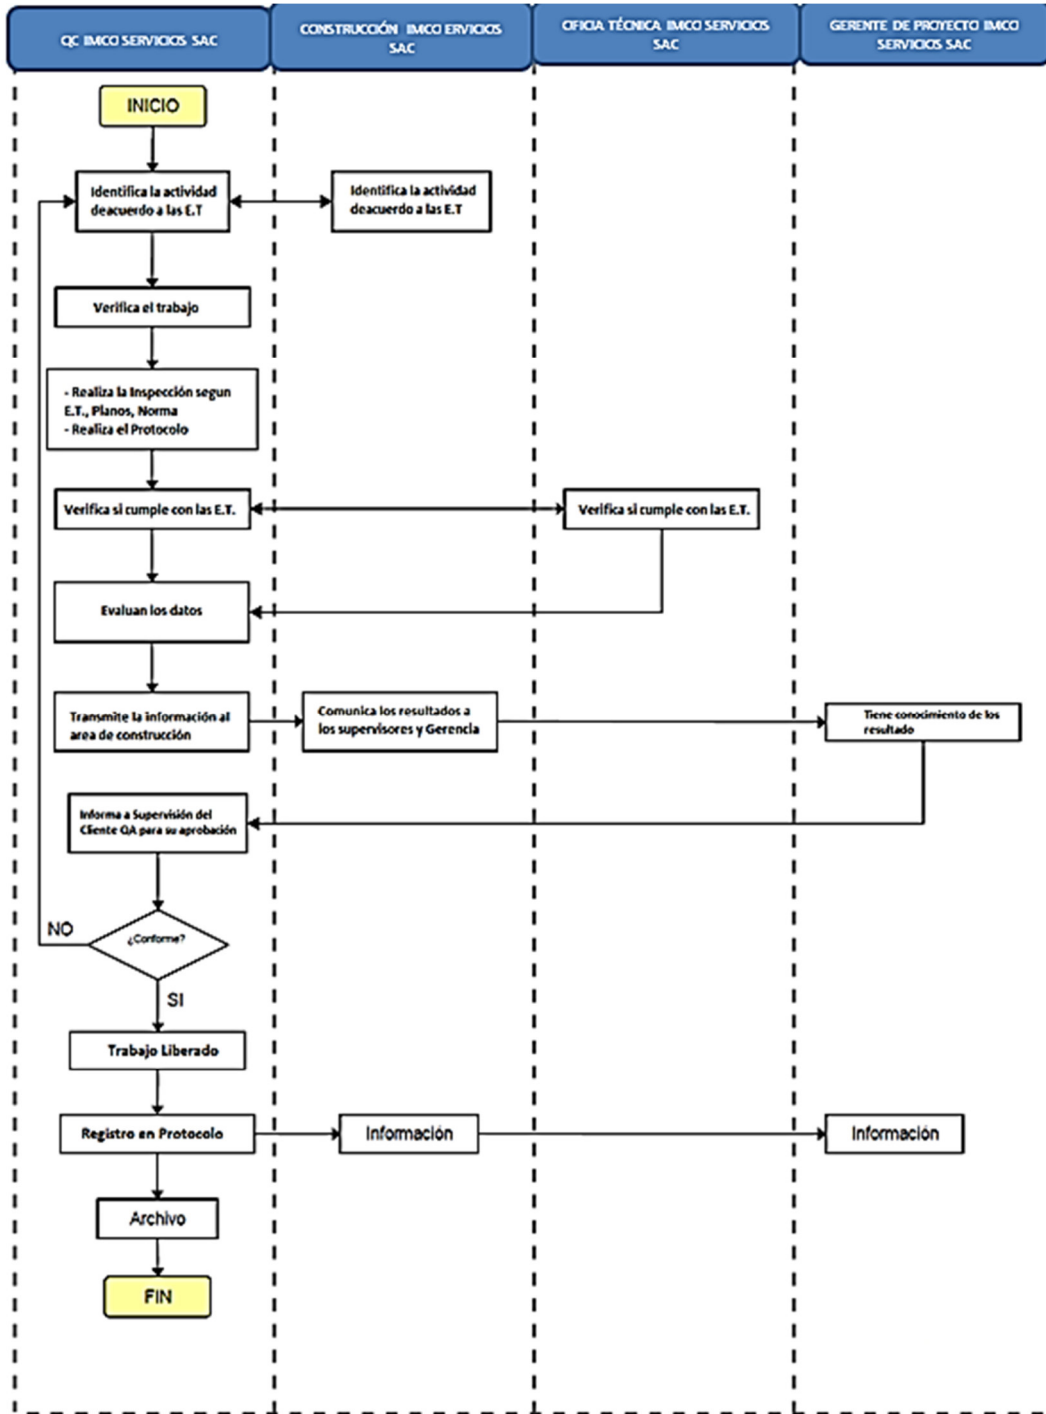 QC IMCO SERVICIOS SAC
CONSTRUCCIÓN IMCO ERVICIOS
SAC
OFICIA TÉCNICA IMCO SERVICIOS
SAC
GERENTE DE PROYECTO IMCO
SERVICIOS SAC
INICIO
Identifica la actividad
deacuerdo a las E.T
Identifica la actividad
deacuerdo a las E.T
Verifica el trabajo
- Realiza la Inspección segun
E.T., Planos, Norma
- Realiza el Protocolo
Verifica si cumple con las E.T.
Verifica si cumple con las E.T.
Evaluan los datos
Transmite la información al
area de construcción
Comunica los resultados a
los supervisores y Gerencia
Tiene conocimiento de los
resultado
Informa a Supervisión del
Cliente QA para su aprobación
NO
¿Conforme?
SI
Trabajo Liberado
Registro en Protocolo
Información
Información
Archivo
FIN